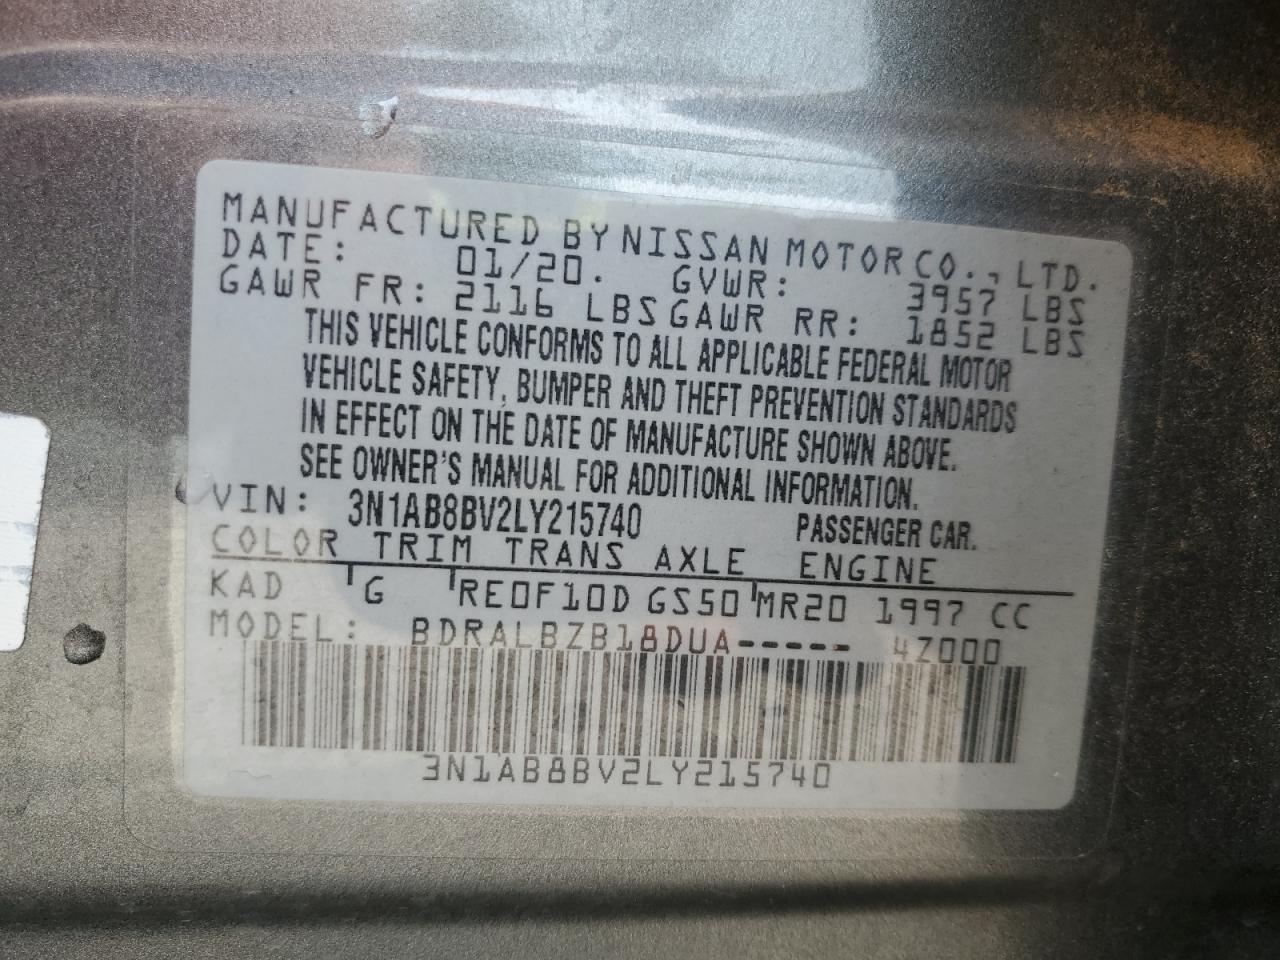 MANUFACTURED BY NISSAN MOTOR CO., LTD.
DATE: 01/20. GVWR: 3957 LBS
GAWR FR: 2116 LBS GAWR RR: 1852 LBS
THIS VEHICLE CONFORMS TO ALL APPLICABLE FEDERAL MOTOR
VEHICLE SAFETY, BUMPER AND THEFT PREVENTION STANDARDS
IN EFFECT ON THE DATE OF MANUFACTURE SHOWN ABOVE.
SEE OWNER'S MANUAL FOR ADDITIONAL INFORMATION.
VIN: 3N1AB8BV2LY215740 PASSENGER CAR.
COLOR TRIM TRANS AXLE ENGINE
KAD G RE0F10D GS50 MR20 1997 CC
MODEL: BDRALBZB18DUA----- 4Z000
3N1AB8BV2LY215740